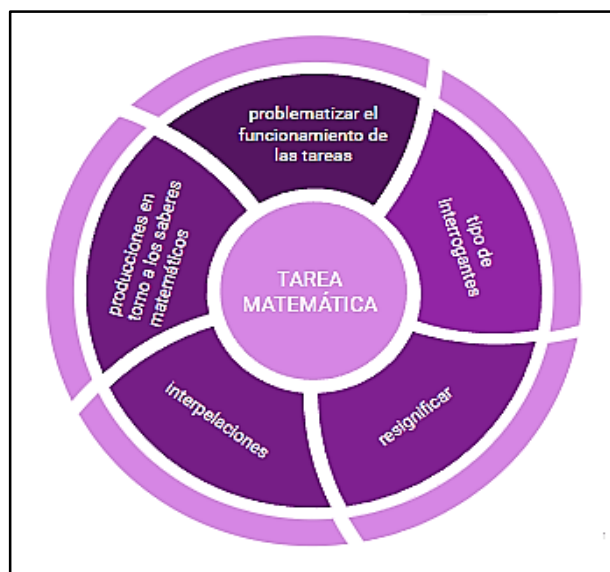 problematizar el
funcionamiento de
las tareas
tipo de
interrogantes
resignificar
interpelaciones
producciones en
torno a los saberes
matemáticos
TAREA
MATEMÁTICA